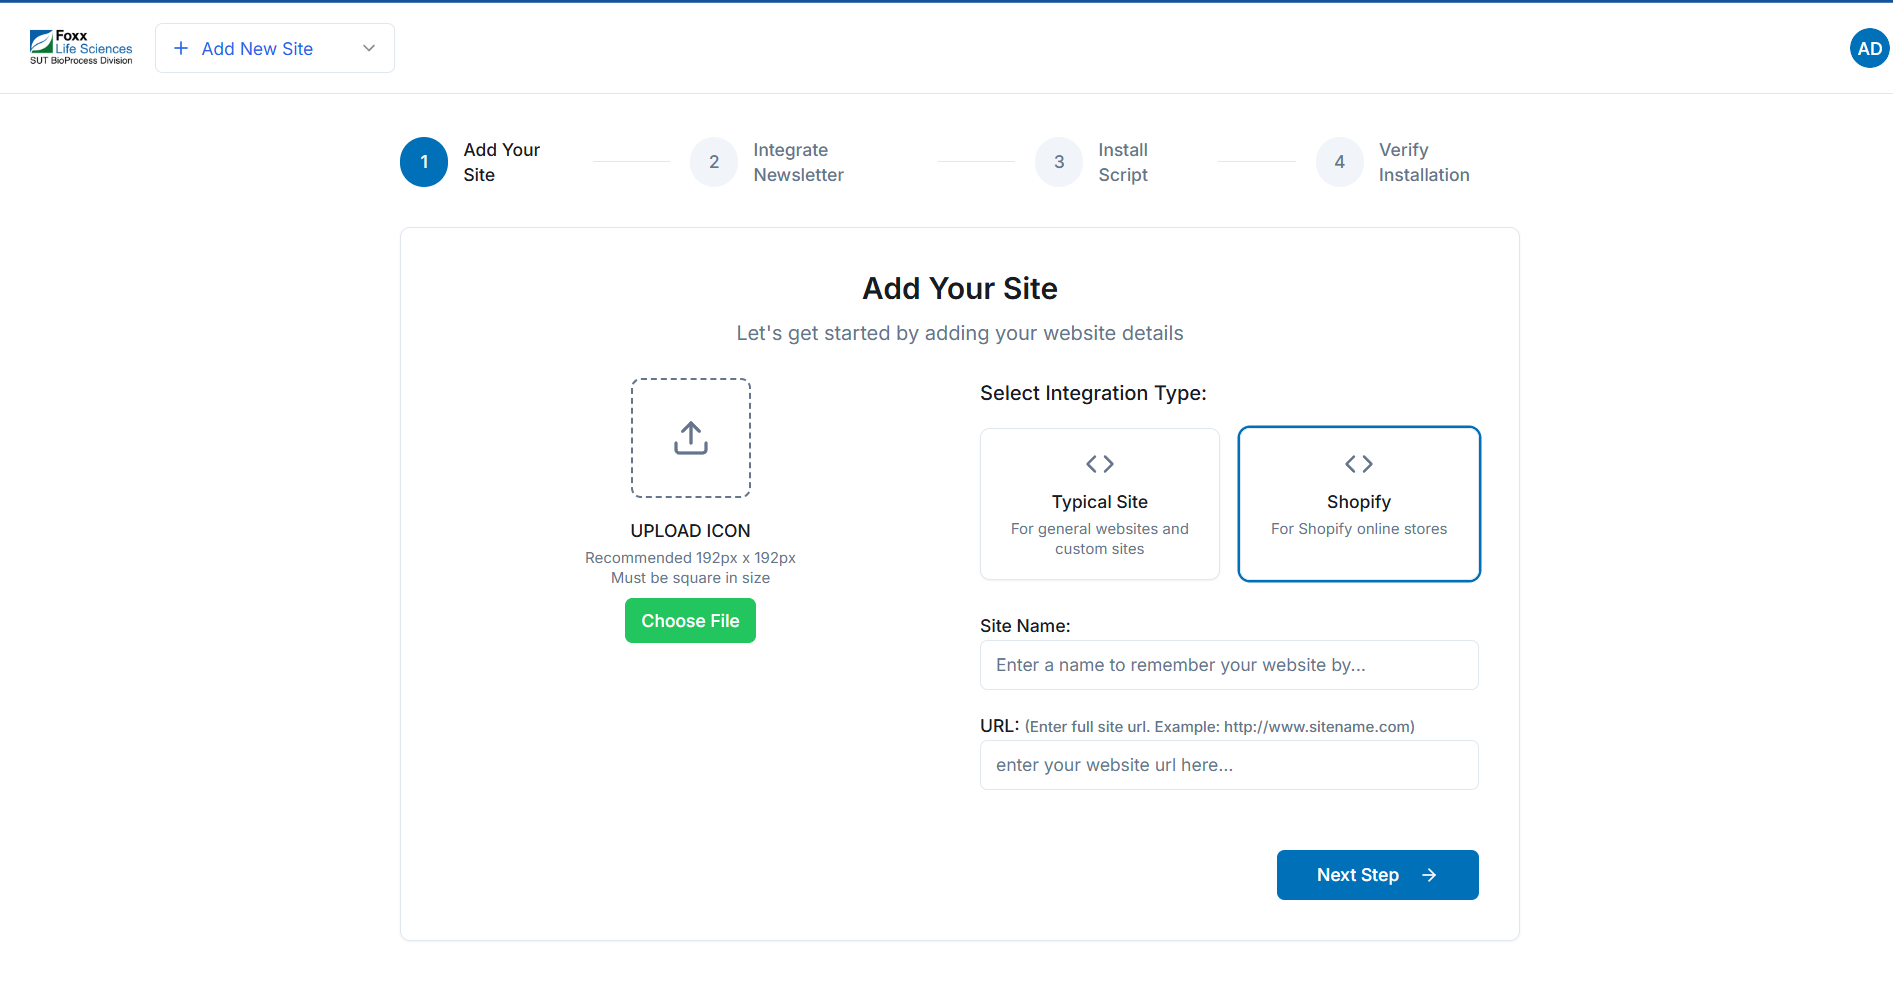 Foxx
Life Sciences
SUT BioProcess Division
Add New Site
AD
1
Add Your
Site
2
Integrate
Newsletter
3
Install
Script
4
Verify
Installation
Add Your Site
Let's get started by adding your website details
UPLOAD ICON
Recommended 192px x 192px
Must be square in size
Choose File
Select Integration Type:
Typical Site
For general websites and
custom sites
Shopify
For Shopify online stores
Site Name:
Enter a name to remember your website by...
URL: (Enter full site url. Example: http://www.sitename.com)
enter your website url here...
Next Step